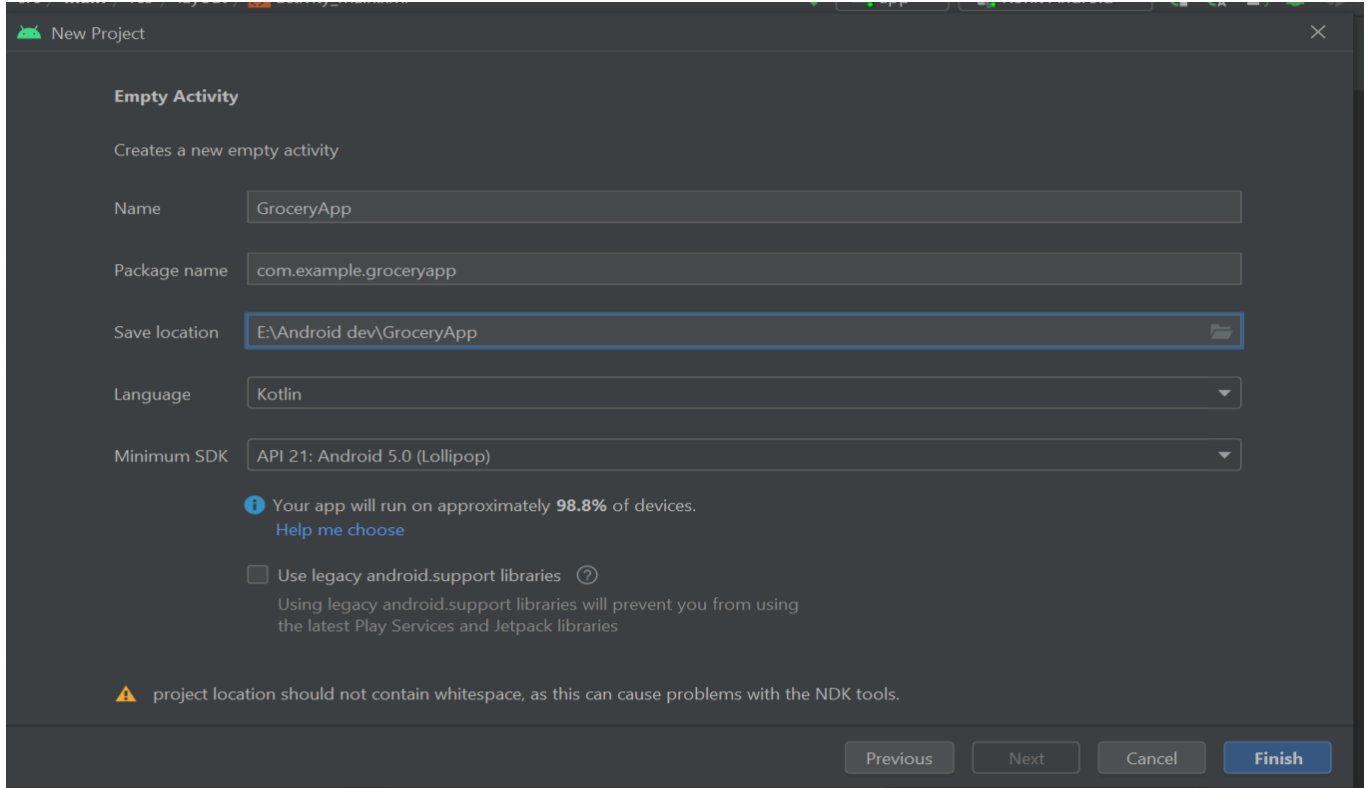 New Project
Empty Activity
Creates a new empty activity
Name GroceryApp
Package name com.example.groceryapp
Save location E:\Android dev\GroceryApp
Language Kotlin
Minimum SDK API 21: Android 5.0 (Lollipop)
Your app will run on approximately 98.8% of devices.
Help me choose
Use legacy android.support libraries
Using legacy android.support libraries will prevent you from using
the latest Play Services and Jetpack libraries
project location should not contain whitespace, as this can cause problems with the NDK tools.
Previous Next Cancel Finish